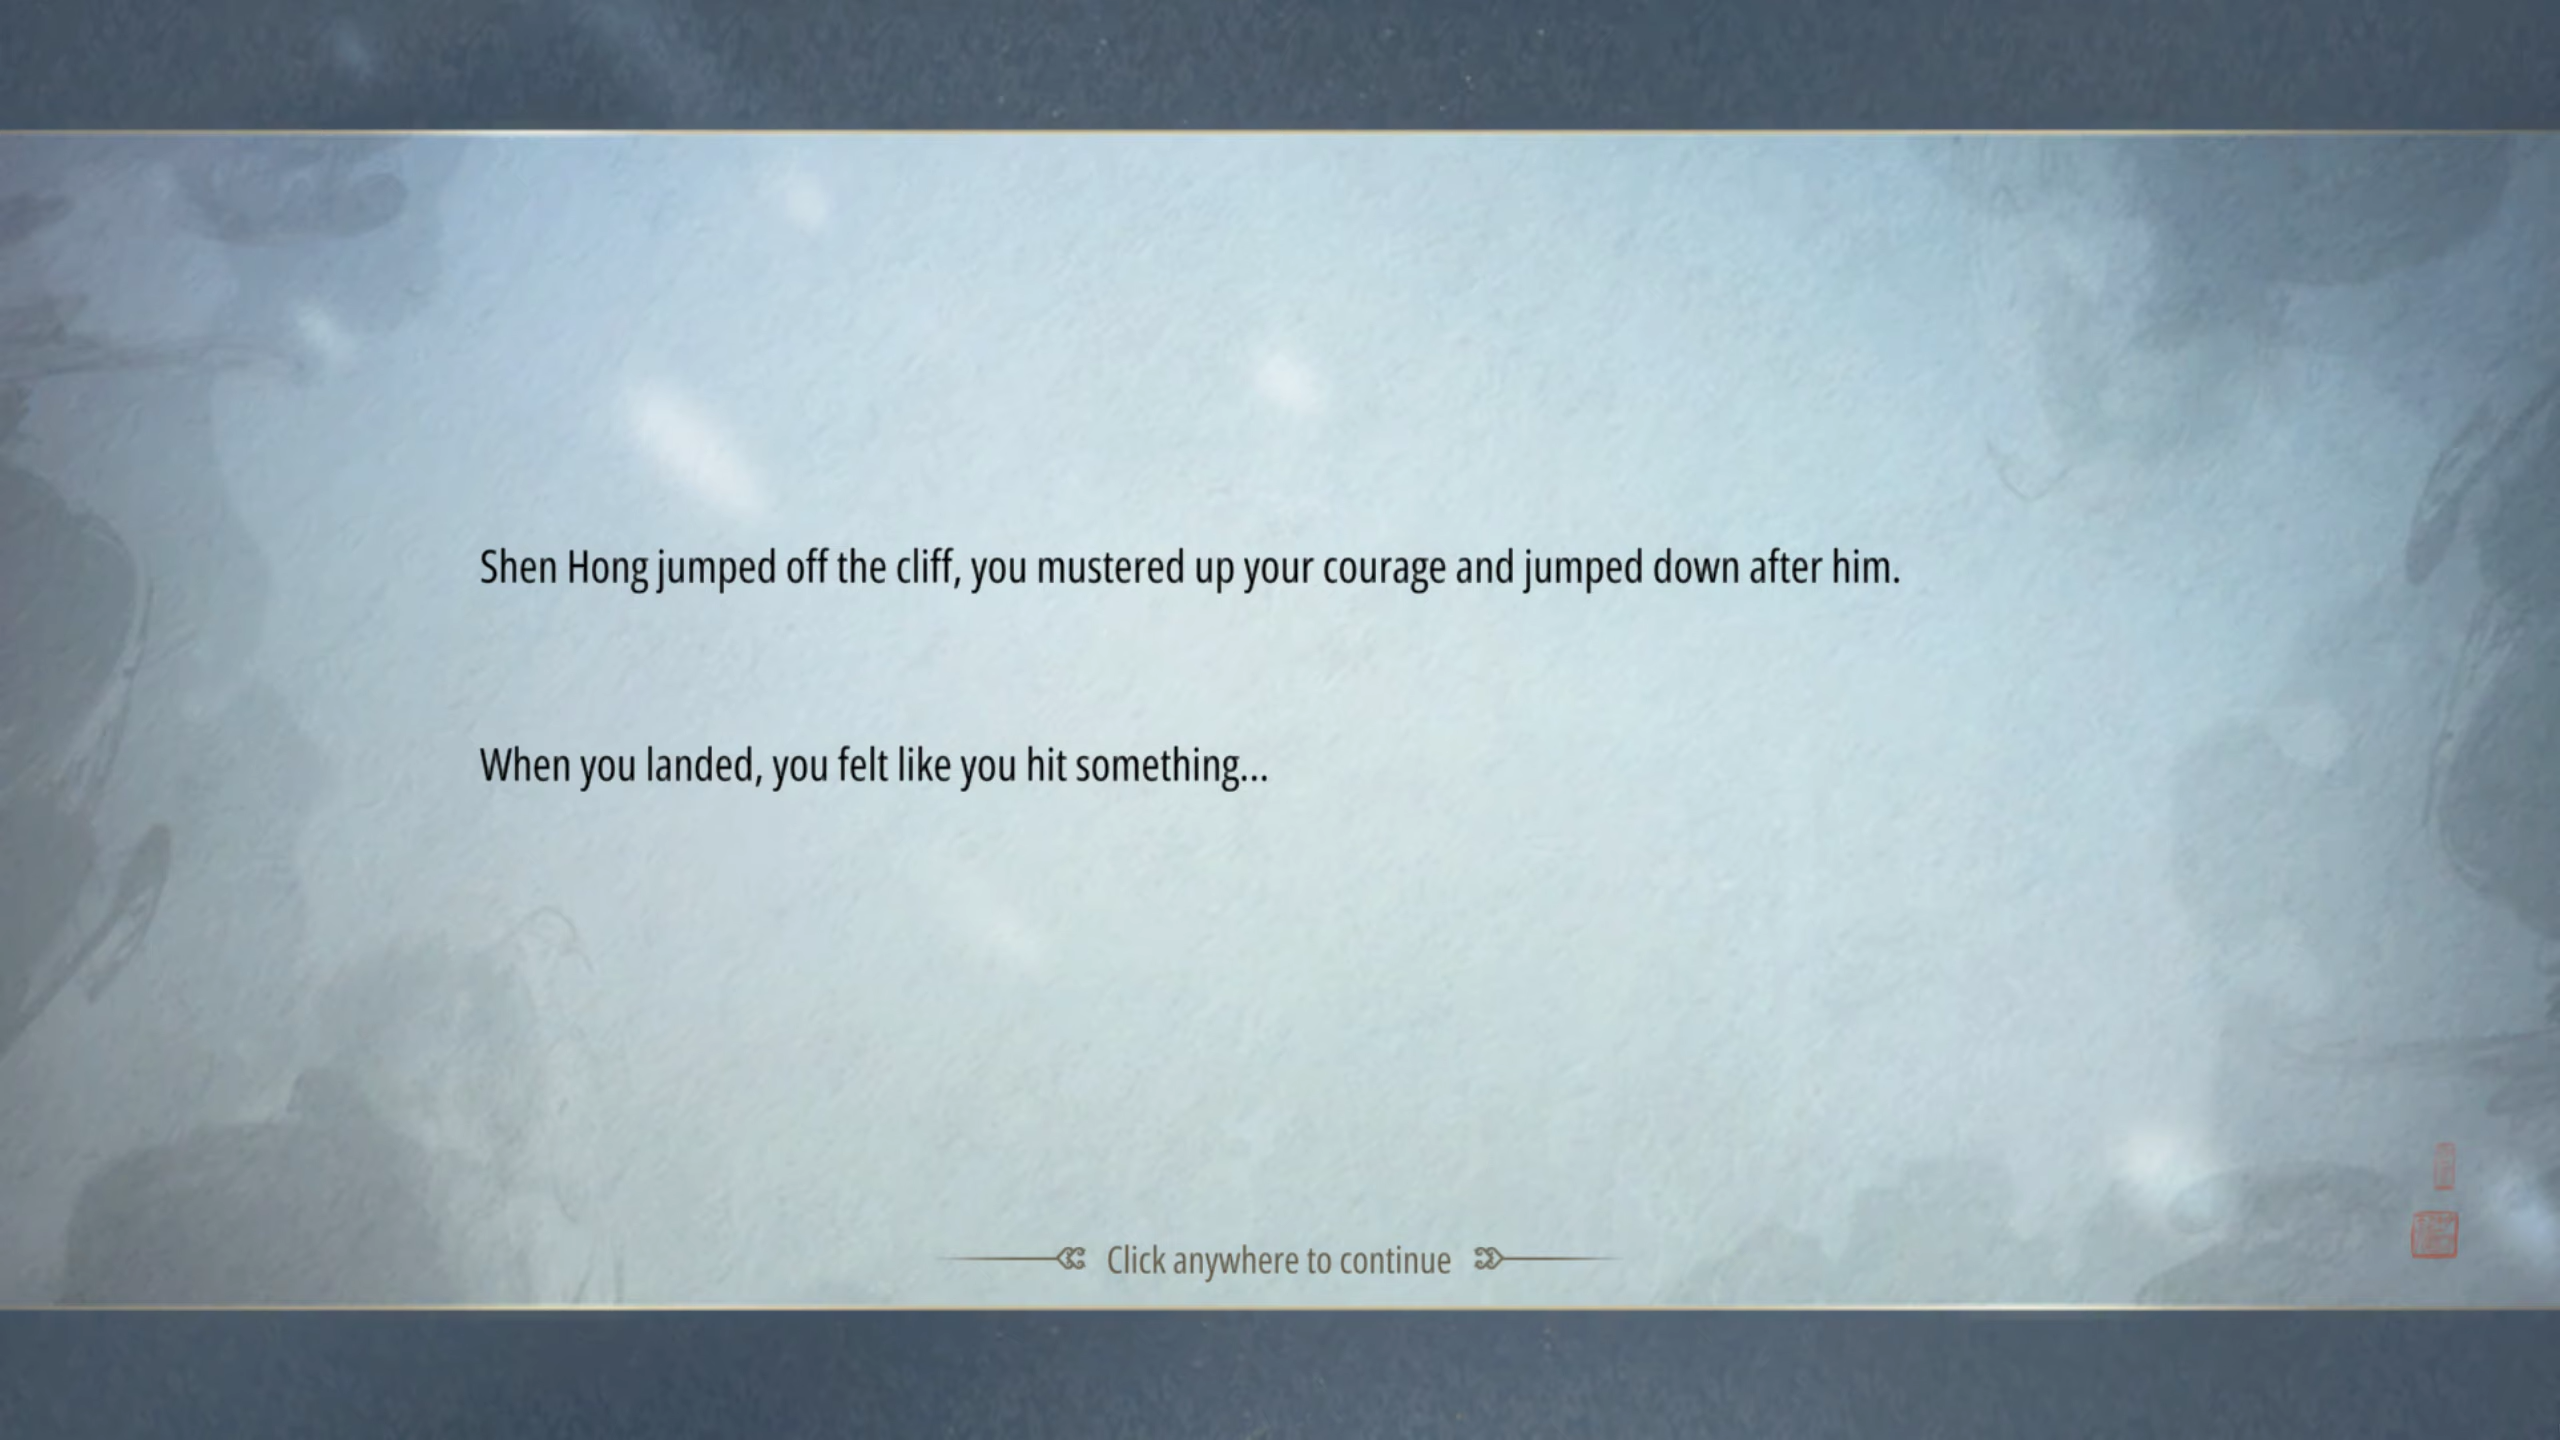 Shen Hong jumped off the cliff, you mustered up your courage and jumped down after him.
When you landed, you felt like you hit something...
Click anywhere to continue